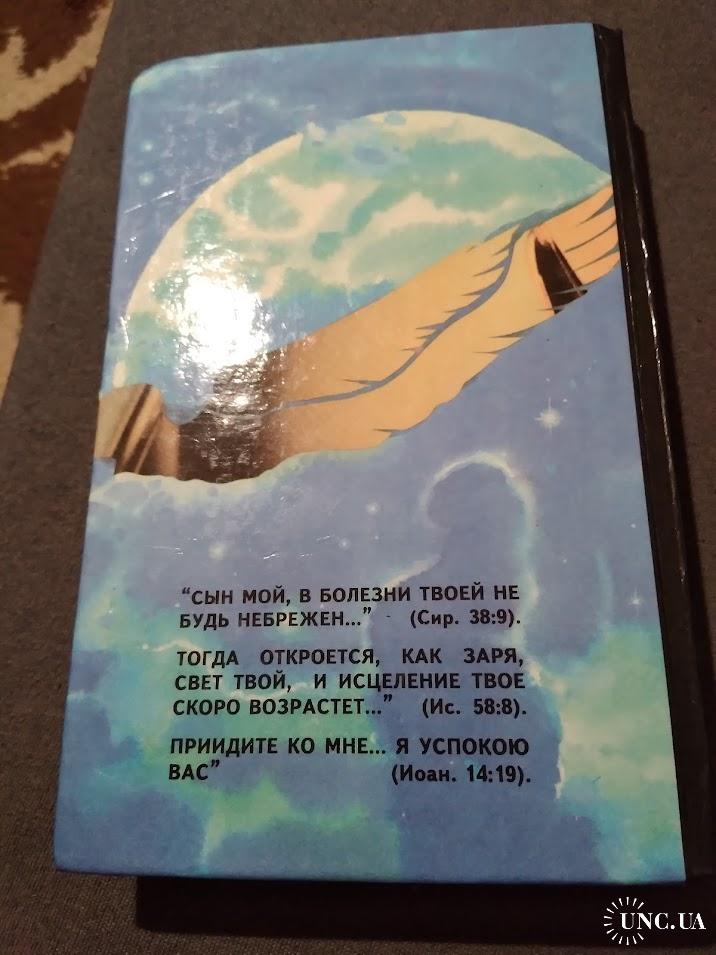 “СЫН МОЙ, В БОЛЕЗНИ ТВОЕЙ НЕ
БУДЬ НЕБРЕЖЕН...” (Сир. 38:9).
ТОГДА ОТКРОЕТСЯ, КАК ЗАРЯ,
СВЕТ ТВОЙ, И ИСЦЕЛЕНИЕ ТВОЕ
СКОРО ВОЗРАСТЕТ...” (Ис. 58:8).
ПРИИДИТЕ КО МНЕ... Я УСПОКОЮ
ВАС” (Иоан. 14:19).
UNC.UA